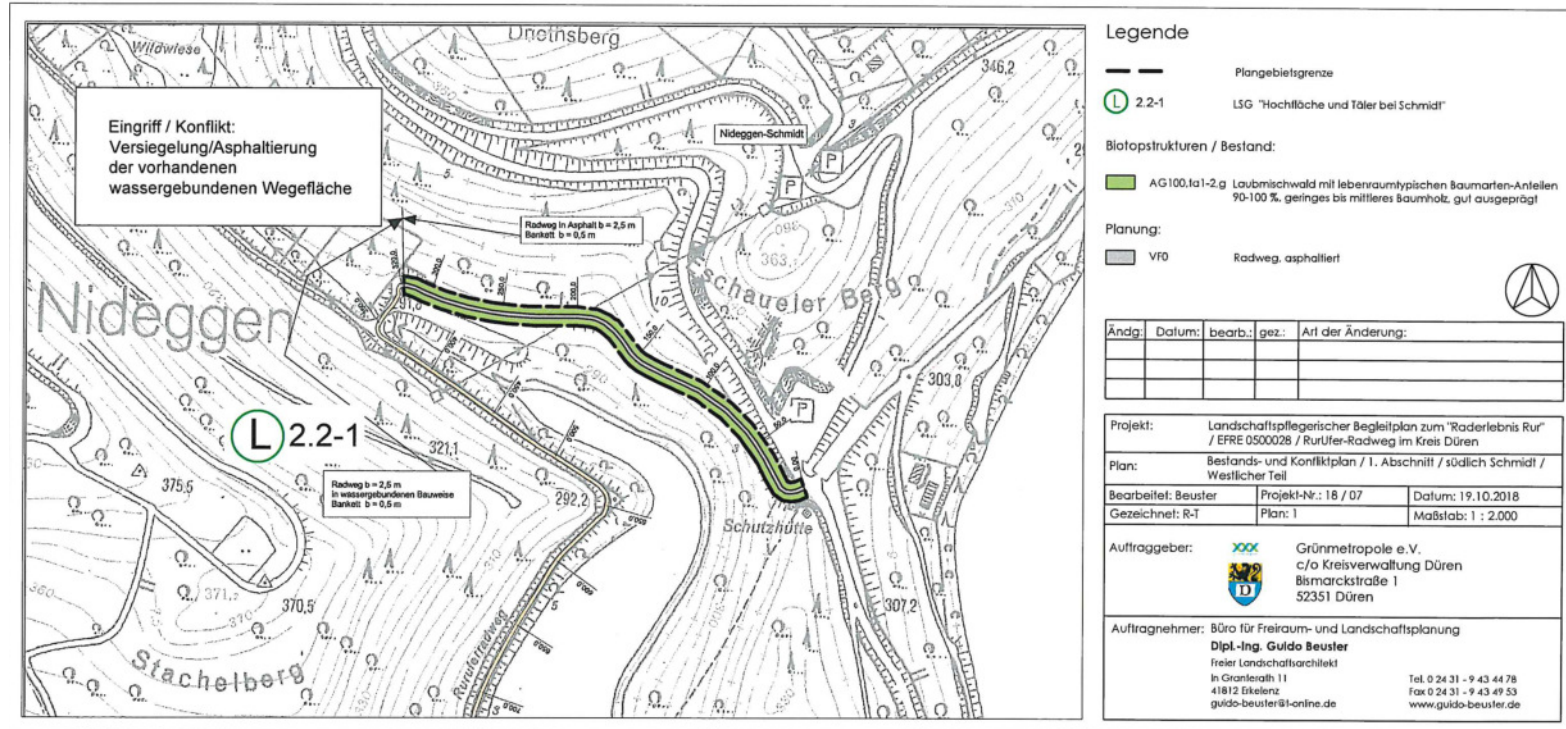 Wildwiese
Eingriff / Konflikt:
Versiegelung/Asphaltierung
der vorhandenen
wassergebundenen Wegefläche
Nideggen-Schmidt
346,2
P
P
Radweg in Asphalt b = 2,5 m
Bankett b = 0,5 m
310
360
363,
schaueler Berg
Nideggen
290
303,8
P
L 2.2-1
321,1
375,5
Radweg b = 2,5 m
in wassergebundenen Bauweise
Bankett b = 0,5 m
292,2
Schutzhütte
371,2
370
370,5
307,2
Stachelberg
Rurufferradweg
Legende
Plangebietsgrenze
L 2.2-1 LSG "Hochfläche und Täler bei Schmidt"
Biotopstrukturen / Bestand:
AG100,ta1-2,g Laubmischwald mit lebenraumtypischen Baumarten-Anteilen
90-100 %, geringes bis mittleres Baumholz, gut ausgeprägt
Planung:
VF0 Radweg, asphaltiert
Ändg: Datum: bearb.: gez.: Art der Änderung:
Projekt: Landschaftspflegerischer Begleitplan zum "Raderlebnis Rur"
/ EFRE 0500028 / RurUfer-Radweg im Kreis Düren
Plan: Bestands- und Konfliktplan / 1. Abschnitt / südlich Schmidt /
Westlicher Teil
Bearbeitet: Beuster Projekt-Nr.: 18 / 07 Datum: 19.10.2018
Gezeichnet: R-T Plan: 1 Maßstab: 1 : 2.000
Auftraggeber: Grünmetropole e.V.
c/o Kreisverwaltung Düren
Bismarckstraße 1
52351 Düren
D
Auftragnehmer: Büro für Freiraum- und Landschaftsplanung
Dipl.-Ing. Guido Beuster
Freier Landschaftsarchitekt
In Granterath 11 Tel. 0 24 31 - 9 43 44 78
41812 Erkelenz Fax 0 24 31 - 9 43 49 53
guido-beuster@t-online.de www.guido-beuster.de